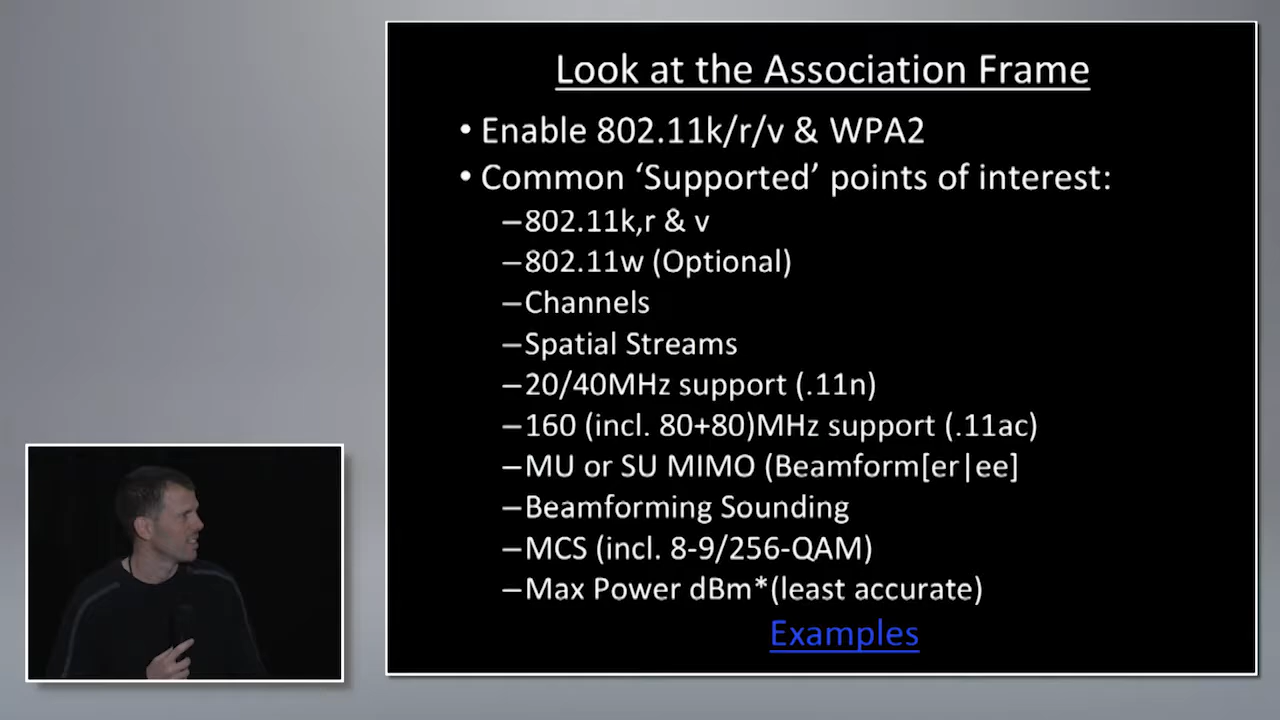 Look at the Association Frame
• Enable 802.11k/r/v & WPA2
• Common ‘Supported’ points of interest:
–802.11k,r & v
–802.11w (Optional)
–Channels
–Spatial Streams
–20/40MHz support (.11n)
–160 (incl. 80+80)MHz support (.11ac)
–MU or SU MIMO (Beamform[er|ee]
–Beamforming Sounding
–MCS (incl. 8-9/256-QAM)
–Max Power dBm*(least accurate)
Examples